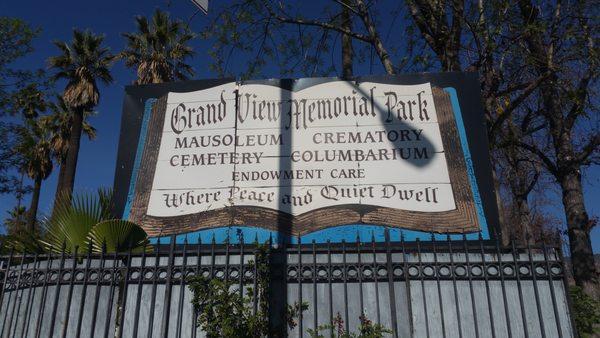 Grand View Memorial Park
MAUSOLEUM CREMATORY
CEMETERY COLUMBARIUM
ENDOWMENT CARE
Where Peace and Quiet Dwell